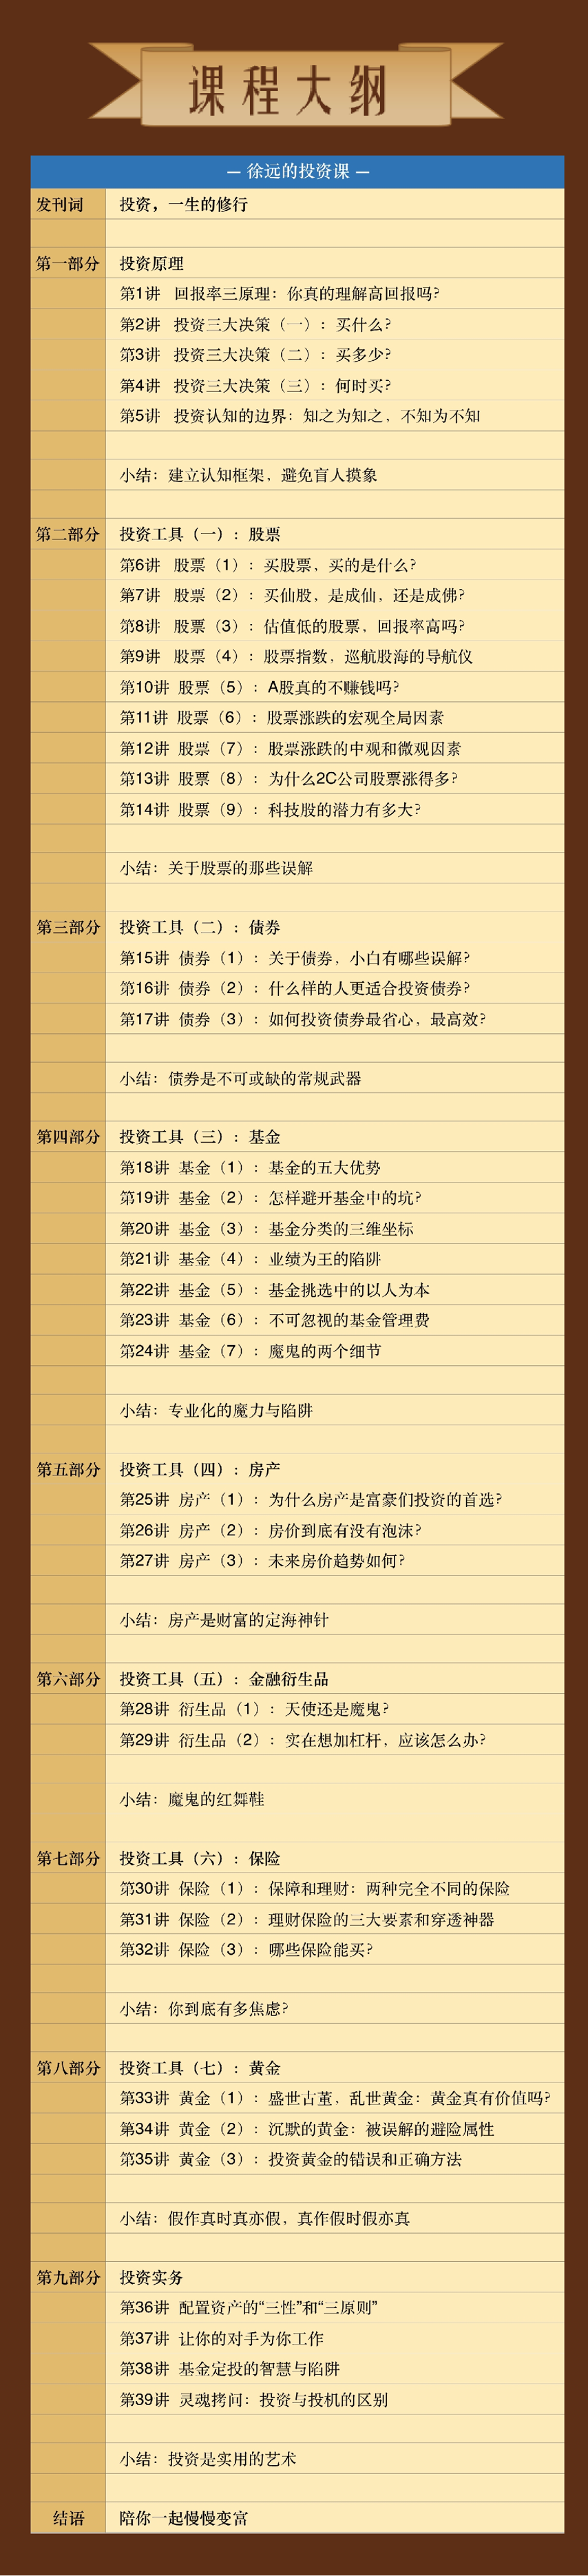 课程大纲
— 徐远的投资课 —
发刊词 投资，一生的修行
第一部分 投资原理
第1讲 回报率三原理：你真的理解高回报吗？
第2讲 投资三大决策（一）：买什么？
第3讲 投资三大决策（二）：买多少？
第4讲 投资三大决策（三）：何时买？
第5讲 投资认知的边界：知之为知之，不知为不知
小结：建立认知框架，避免盲人摸象
第二部分 投资工具（一）：股票
第6讲 股票（1）：买股票，买的是什么？
第7讲 股票（2）：买仙股，是成仙，还是成佛？
第8讲 股票（3）：估值低的股票，回报率高吗？
第9讲 股票（4）：股票指数，巡航股海的导航仪
第10讲 股票（5）：A股真的不赚钱吗？
第11讲 股票（6）：股票涨跌的宏观全局因素
第12讲 股票（7）：股票涨跌的中观和微观因素
第13讲 股票（8）：为什么2C公司股票涨得多？
第14讲 股票（9）：科技股的潜力有多大？
小结：关于股票的那些误解
第三部分 投资工具（二）：债券
第15讲 债券（1）：关于债券，小白有哪些误解？
第16讲 债券（2）：什么样的人更适合投资债券？
第17讲 债券（3）：如何投资债券最省心，最高效？
小结：债券是不可或缺的常规武器
第四部分 投资工具（三）：基金
第18讲 基金（1）：基金的五大优势
第19讲 基金（2）：怎样避开基金中的坑？
第20讲 基金（3）：基金分类的三维坐标
第21讲 基金（4）：业绩为王的陷阱
第22讲 基金（5）：基金挑选中的以人为本
第23讲 基金（6）：不可忽视的基金管理费
第24讲 基金（7）：魔鬼的两个细节
小结：专业化的魔力与陷阱
第五部分 投资工具（四）：房产
第25讲 房产（1）：为什么房产是富豪们投资的首选？
第26讲 房产（2）：房价到底有没有泡沫？
第27讲 房产（3）：未来房价趋势如何？
小结：房产是财富的定海神针
第六部分 投资工具（五）：金融衍生品
第28讲 衍生品（1）：天使还是魔鬼？
第29讲 衍生品（2）：实在想加杠杆，应该怎么办？
小结：魔鬼的红舞鞋
第七部分 投资工具（六）：保险
第30讲 保险（1）：保障和理财：两种完全不同的保险
第31讲 保险（2）：理财保险的三大要素和穿透神器
第32讲 保险（3）：哪些保险能买？
小结：你到底有多焦虑？
第八部分 投资工具（七）：黄金
第33讲 黄金（1）：盛世古董，乱世黄金：黄金真有价值吗？
第34讲 黄金（2）：沉默的黄金：被误解的避险属性
第35讲 黄金（3）：投资黄金的错误和正确方法
小结：假作真时真亦假，真作假时假亦真
第九部分 投资实务
第36讲 配置资产的“三性”和“三原则”
第37讲 让你的对手为你工作
第38讲 基金定投的智慧与陷阱
第39讲 灵魂拷问：投资与投机的区别
小结：投资是实用的艺术
结语 陪你一起慢慢变富